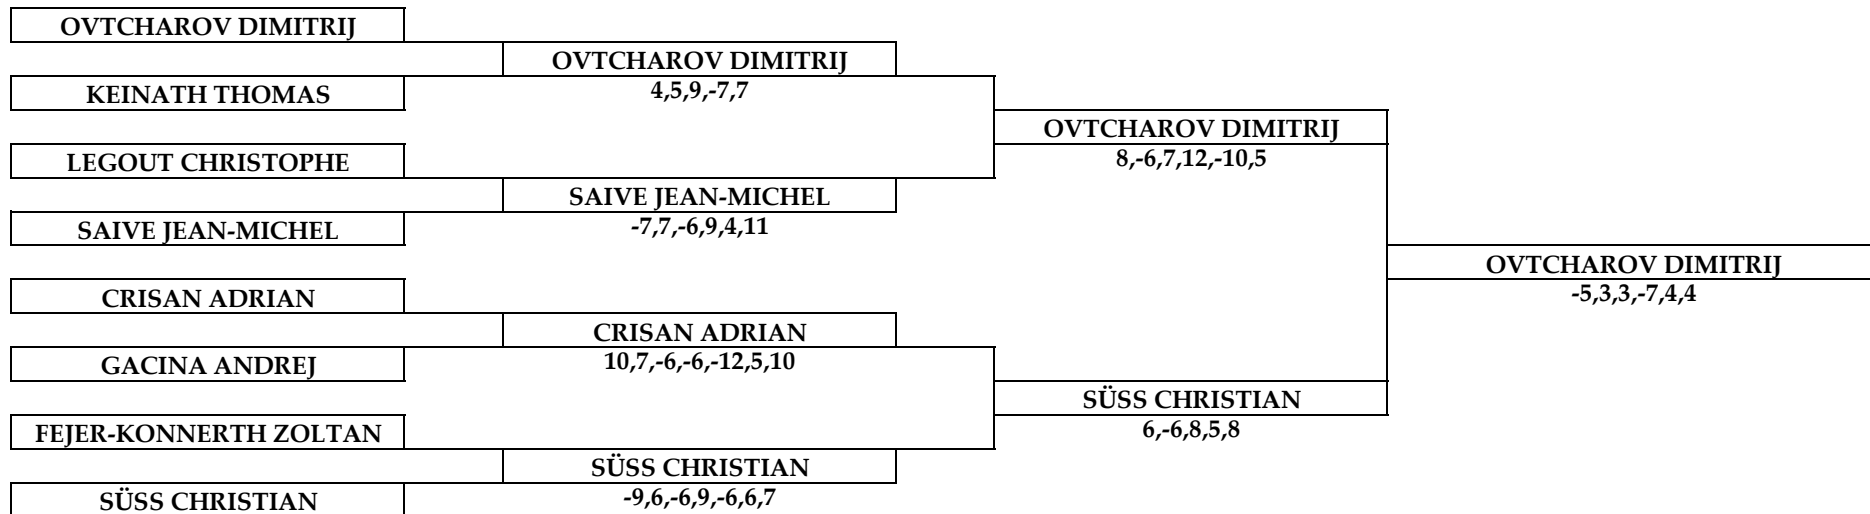 OVTCHAROV DIMITRIJ
OVTCHAROV DIMITRIJ
KEINATH THOMAS
4,5,9,-7,7
OVTCHAROV DIMITRIJ
LEGOUT CHRISTOPHE
8,-6,7,12,-10,5
SAIVE JEAN-MICHEL
SAIVE JEAN-MICHEL
-7,7,-6,9,4,11
OVTCHAROV DIMITRIJ
CRISAN ADRIAN
-5,3,3,-7,4,4
CRISAN ADRIAN
GACINA ANDREJ
10,7,-6,-6,-12,5,10
SÜSS CHRISTIAN
FEJER-KONNERTH ZOLTAN
6,-6,8,5,8
SÜSS CHRISTIAN
SÜSS CHRISTIAN
-9,6,-6,9,-6,6,7